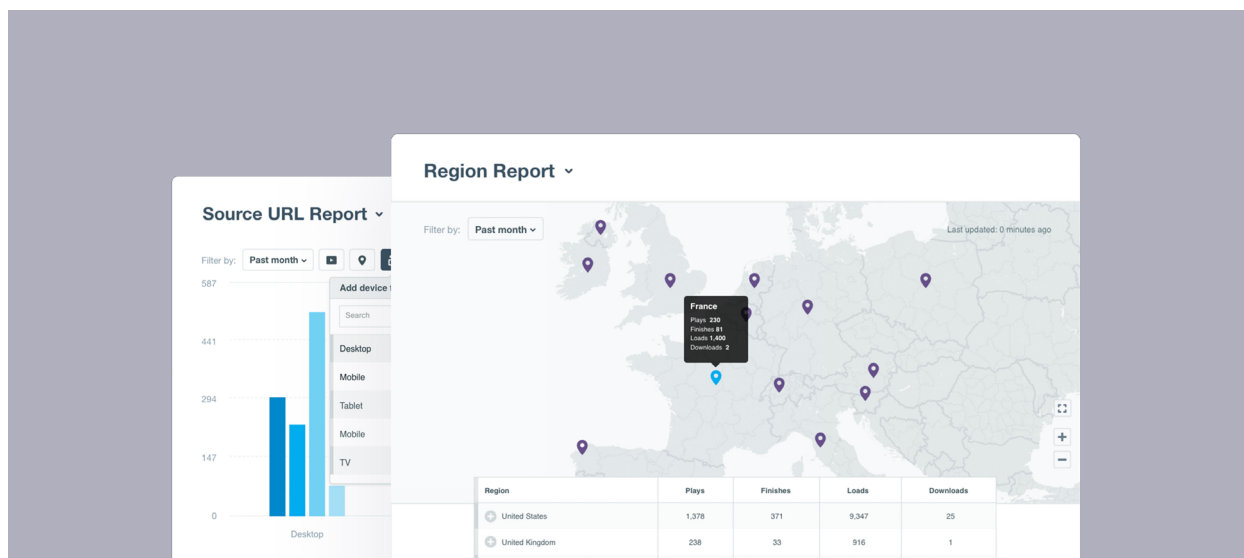 Source URL Report
Filter by: Past month
587
441
294
147
0
Desktop
Add device
Search
Desktop
Mobile
Tablet
Mobile
TV
Region Report
Filter by: Past month
Last updated: 0 minutes ago
France
Plays 230
Finishes 81
Loads 1,400
Downloads 2
Region Plays Finishes Loads Downloads
United States 1,378 371 9,347 25
United Kingdom 238 33 916 1